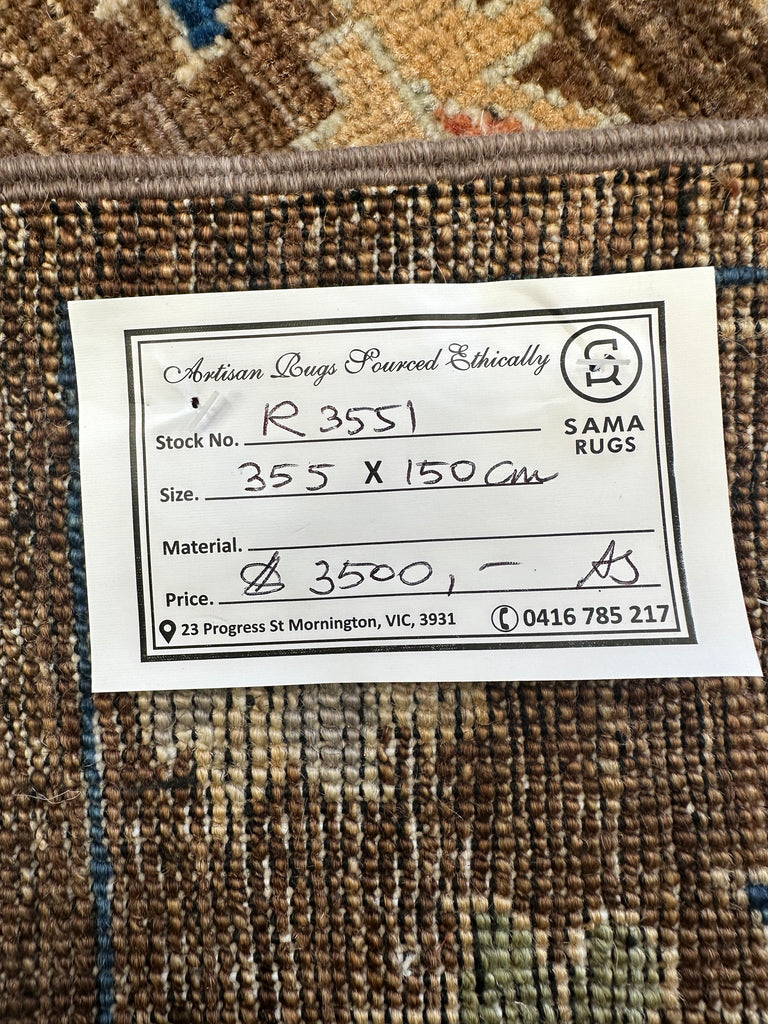 Artisan Rugs Sourced Ethically
SR
SAMA
RUGS
Stock No. R 3551
Size. 355 X 150 cm
Material.
Price. $ 3500, - AS
23 Progress St Mornington, VIC, 3931
0416 785 217